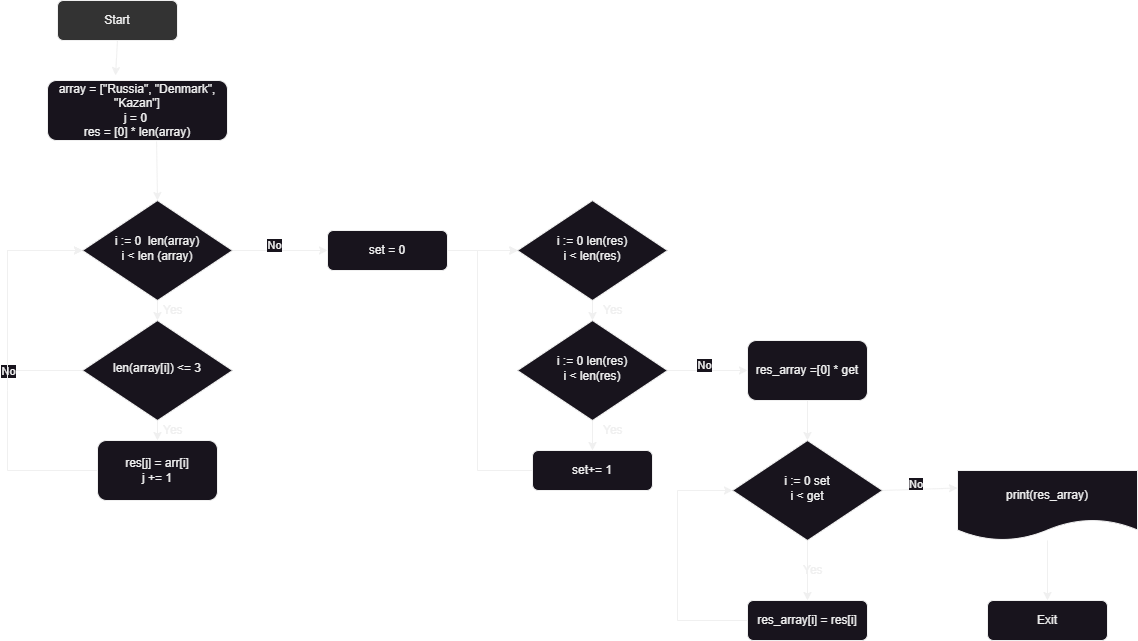 Start
array = ["Russia", "Denmark",
"Kazan"]
j = 0
res = [0] * len(array)
i := 0 len(array)
i < len (array)
No
set = 0
i := 0 len(res)
i < len(res)
Yes
Yes
len(array[i]) <= 3
No
i := 0 len(res)
i < len(res)
No
res_array =[0] * get
Yes
Yes
res[j] = arr[i]
j += 1
set+= 1
i := 0 set
i < get
No
print(res_array)
Yes
res_array[i] = res[i]
Exit